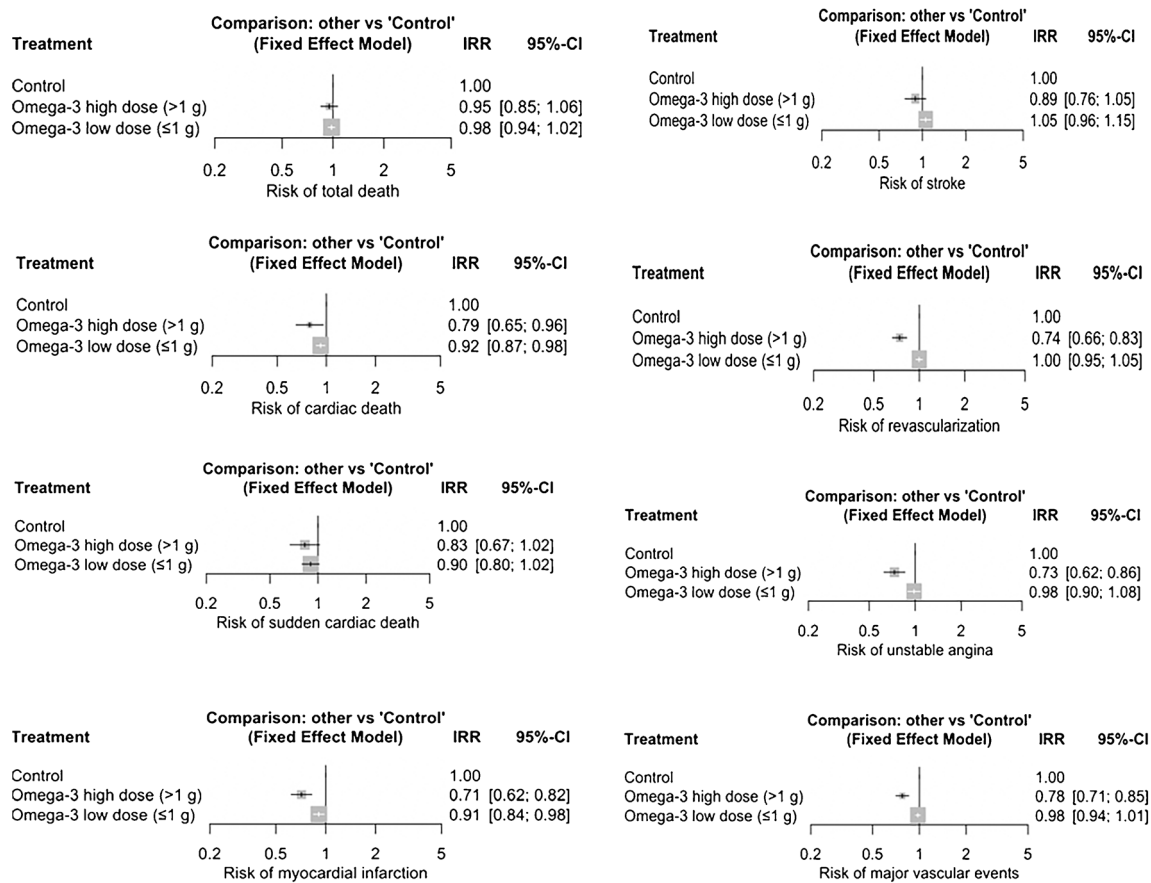 Comparison: other vs 'Control'
Treatment (Fixed Effect Model) IRR 95%-CI
Control 1.00
Omega-3 high dose (>1 g) 0.95 [0.85; 1.06]
Omega-3 low dose (≤1 g) 0.98 [0.94; 1.02]
0.2 0.5 1 2 5
Risk of total death
Comparison: other vs 'Control'
Treatment (Fixed Effect Model) IRR 95%-CI
Control 1.00
Omega-3 high dose (>1 g) 0.79 [0.65; 0.96]
Omega-3 low dose (≤1 g) 0.92 [0.87; 0.98]
0.2 0.5 1 2 5
Risk of cardiac death
Comparison: other vs 'Control'
Treatment (Fixed Effect Model) IRR 95%-CI
Control 1.00
Omega-3 high dose (>1 g) 0.83 [0.67; 1.02]
Omega-3 low dose (≤1 g) 0.90 [0.80; 1.02]
0.2 0.5 1 2 5
Risk of sudden cardiac death
Comparison: other vs 'Control'
Treatment (Fixed Effect Model) IRR 95%-CI
Control 1.00
Omega-3 high dose (>1 g) 0.71 [0.62; 0.82]
Omega-3 low dose (≤1 g) 0.91 [0.84; 0.98]
0.2 0.5 1 2 5
Risk of myocardial infarction
Comparison: other vs 'Control'
Treatment (Fixed Effect Model) IRR 95%-CI
Control 1.00
Omega-3 high dose (>1 g) 0.89 [0.76; 1.05]
Omega-3 low dose (≤1 g) 1.05 [0.96; 1.15]
0.2 0.5 1 2 5
Risk of stroke
Comparison: other vs 'Control'
Treatment (Fixed Effect Model) IRR 95%-CI
Control 1.00
Omega-3 high dose (>1 g) 0.74 [0.66; 0.83]
Omega-3 low dose (≤1 g) 1.00 [0.95; 1.05]
0.2 0.5 1 2 5
Risk of revascularization
Comparison: other vs 'Control'
Treatment (Fixed Effect Model) IRR 95%-CI
Control 1.00
Omega-3 high dose (>1 g) 0.73 [0.62; 0.86]
Omega-3 low dose (≤1 g) 0.98 [0.90; 1.08]
0.2 0.5 1 2 5
Risk of unstable angina
Comparison: other vs 'Control'
Treatment (Fixed Effect Model) IRR 95%-CI
Control 1.00
Omega-3 high dose (>1 g) 0.78 [0.71; 0.85]
Omega-3 low dose (≤1 g) 0.98 [0.94; 1.01]
0.2 0.5 1 2 5
Risk of major vascular events